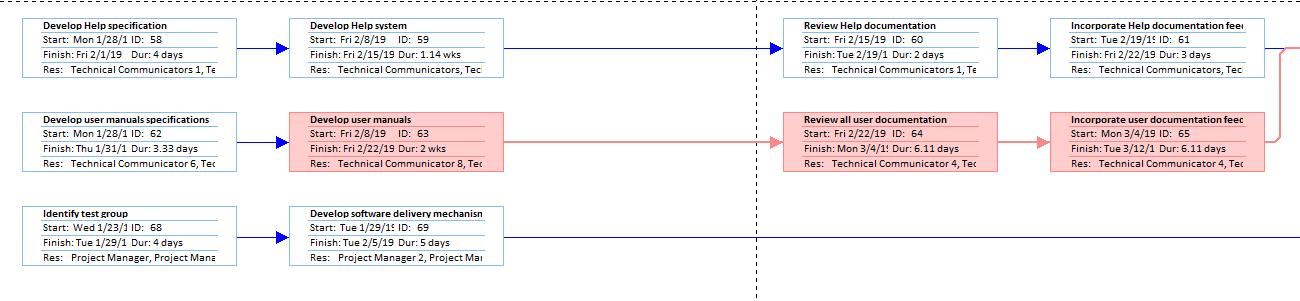 Develop Help specification
Start: Mon 1/28/1 ID: 58
Finish: Fri 2/1/19 Dur: 4 days
Res: Technical Communicators 1, Te
Develop Help system
Start: Fri 2/8/19 ID: 59
Finish: Fri 2/15/19 Dur: 1.14 wks
Res: Technical Communicators, Tec
Review Help documentation
Start: Fri 2/15/19 ID: 60
Finish: Tue 2/19/1 Dur: 2 days
Res: Technical Communicators 1, Te
Incorporate Help documentation feed
Start: Tue 2/19/1 ID: 61
Finish: Fri 2/22/19 Dur: 3 days
Res: Technical Communicators, Tec
Develop user manuals specifications
Start: Mon 1/28/1 ID: 62
Finish: Thu 1/31/1 Dur: 3.33 days
Res: Technical Communicator 6, Tec
Develop user manuals
Start: Fri 2/8/19 ID: 63
Finish: Fri 2/22/19 Dur: 2 wks
Res: Technical Communicator 8, Tec
Review all user documentation
Start: Fri 2/22/19 ID: 64
Finish: Mon 3/4/1 Dur: 6.11 days
Res: Technical Communicator 4, Tec
Incorporate user documentation feed
Start: Mon 3/4/19 ID: 65
Finish: Tue 3/12/1 Dur: 6.11 days
Res: Technical Communicator 4, Tec
Identify test group
Start: Wed 1/23/1 ID: 68
Finish: Tue 1/29/1 Dur: 4 days
Res: Project Manager, Project Mana
Develop software delivery mechanism
Start: Tue 1/29/1 ID: 69
Finish: Tue 2/5/19 Dur: 5 days
Res: Project Manager 2, Project Ma